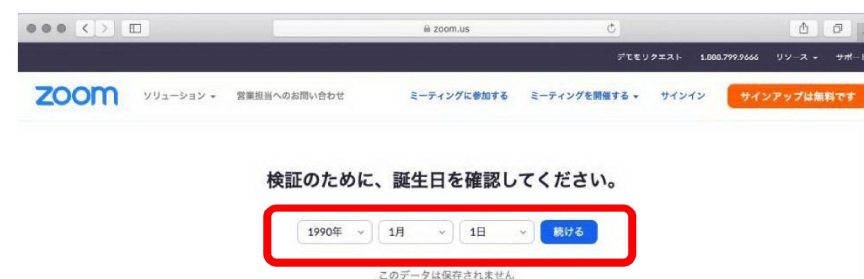 zoom.us
デモリクエスト 1.888.799.9666 リソース サポート
zoom ソリューション 営業担当へのお問い合わせ ミーティングに参加する ミーティングを開催する サインイン サインアップは無料です
検証のために、誕生日を確認してください。
1990年 1月 1日 続ける
このデータは保存されません